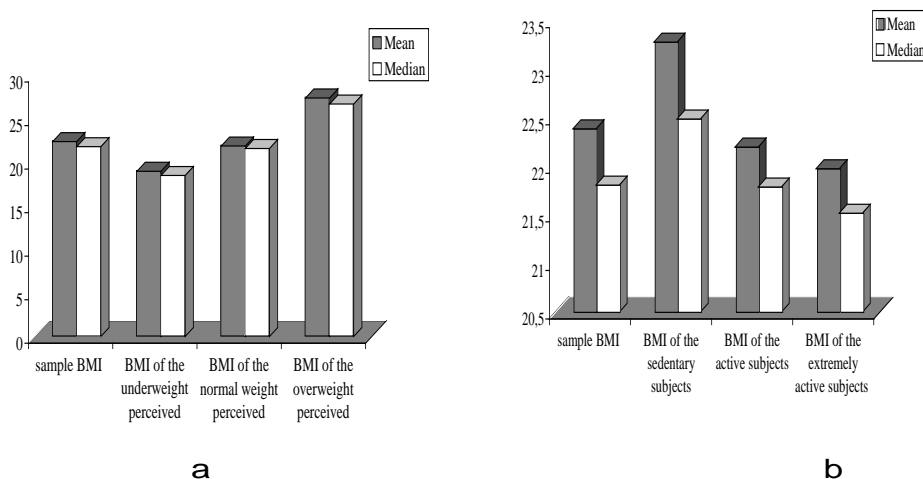 Mean
Median
30
25
20
15
10
5
0
sample BMI
BMI of the
underweight
perceived
BMI of the
normal weight
perceived
BMI of the
overweight
perceived
a
Mean
Median
23,5
23
22,5
22
21,5
21
20,5
sample BMI
BMI of the
sedentary
subjects
BMI of the
active subjects
BMI of the
extremely
active subjects
b